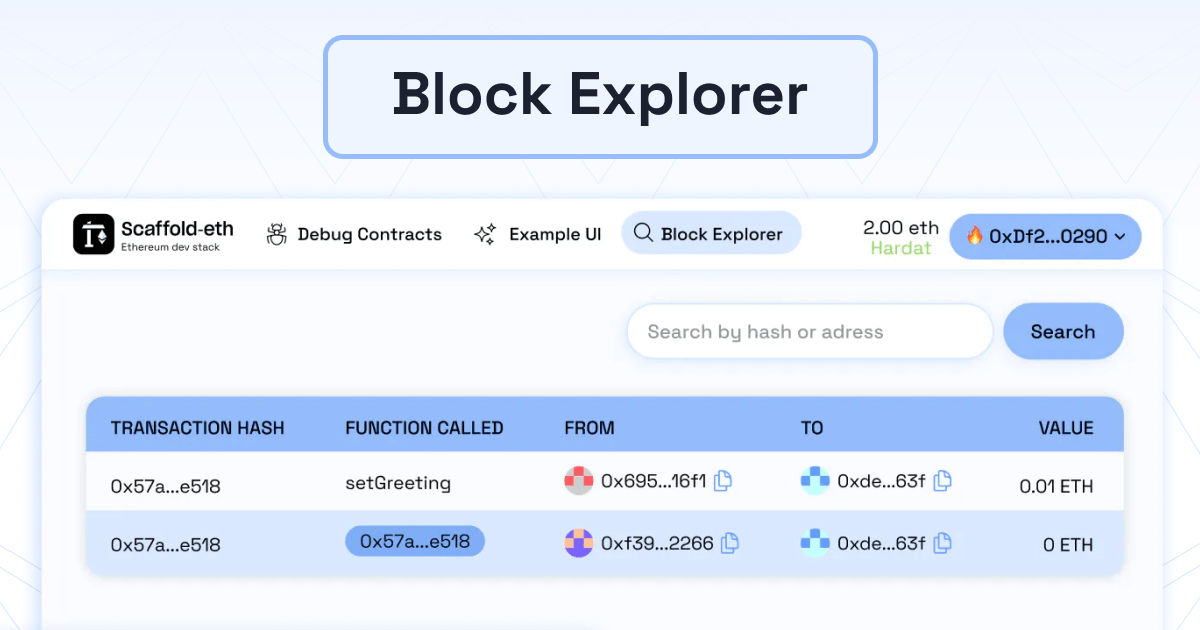 Block Explorer
Scaffold-eth
Ethereum dev stack
Debug Contracts
Example UI
Block Explorer
2.00 eth
Hardat
0xDf2...0290
Search by hash or adress
Search
TRANSACTION HASH FUNCTION CALLED FROM TO VALUE
0x57a...e518 setGreeting 0x695...16f1 0xde...63f 0.01 ETH
0x57a...e518 0x57a...e518 0xf39...2266 0xde...63f 0 ETH